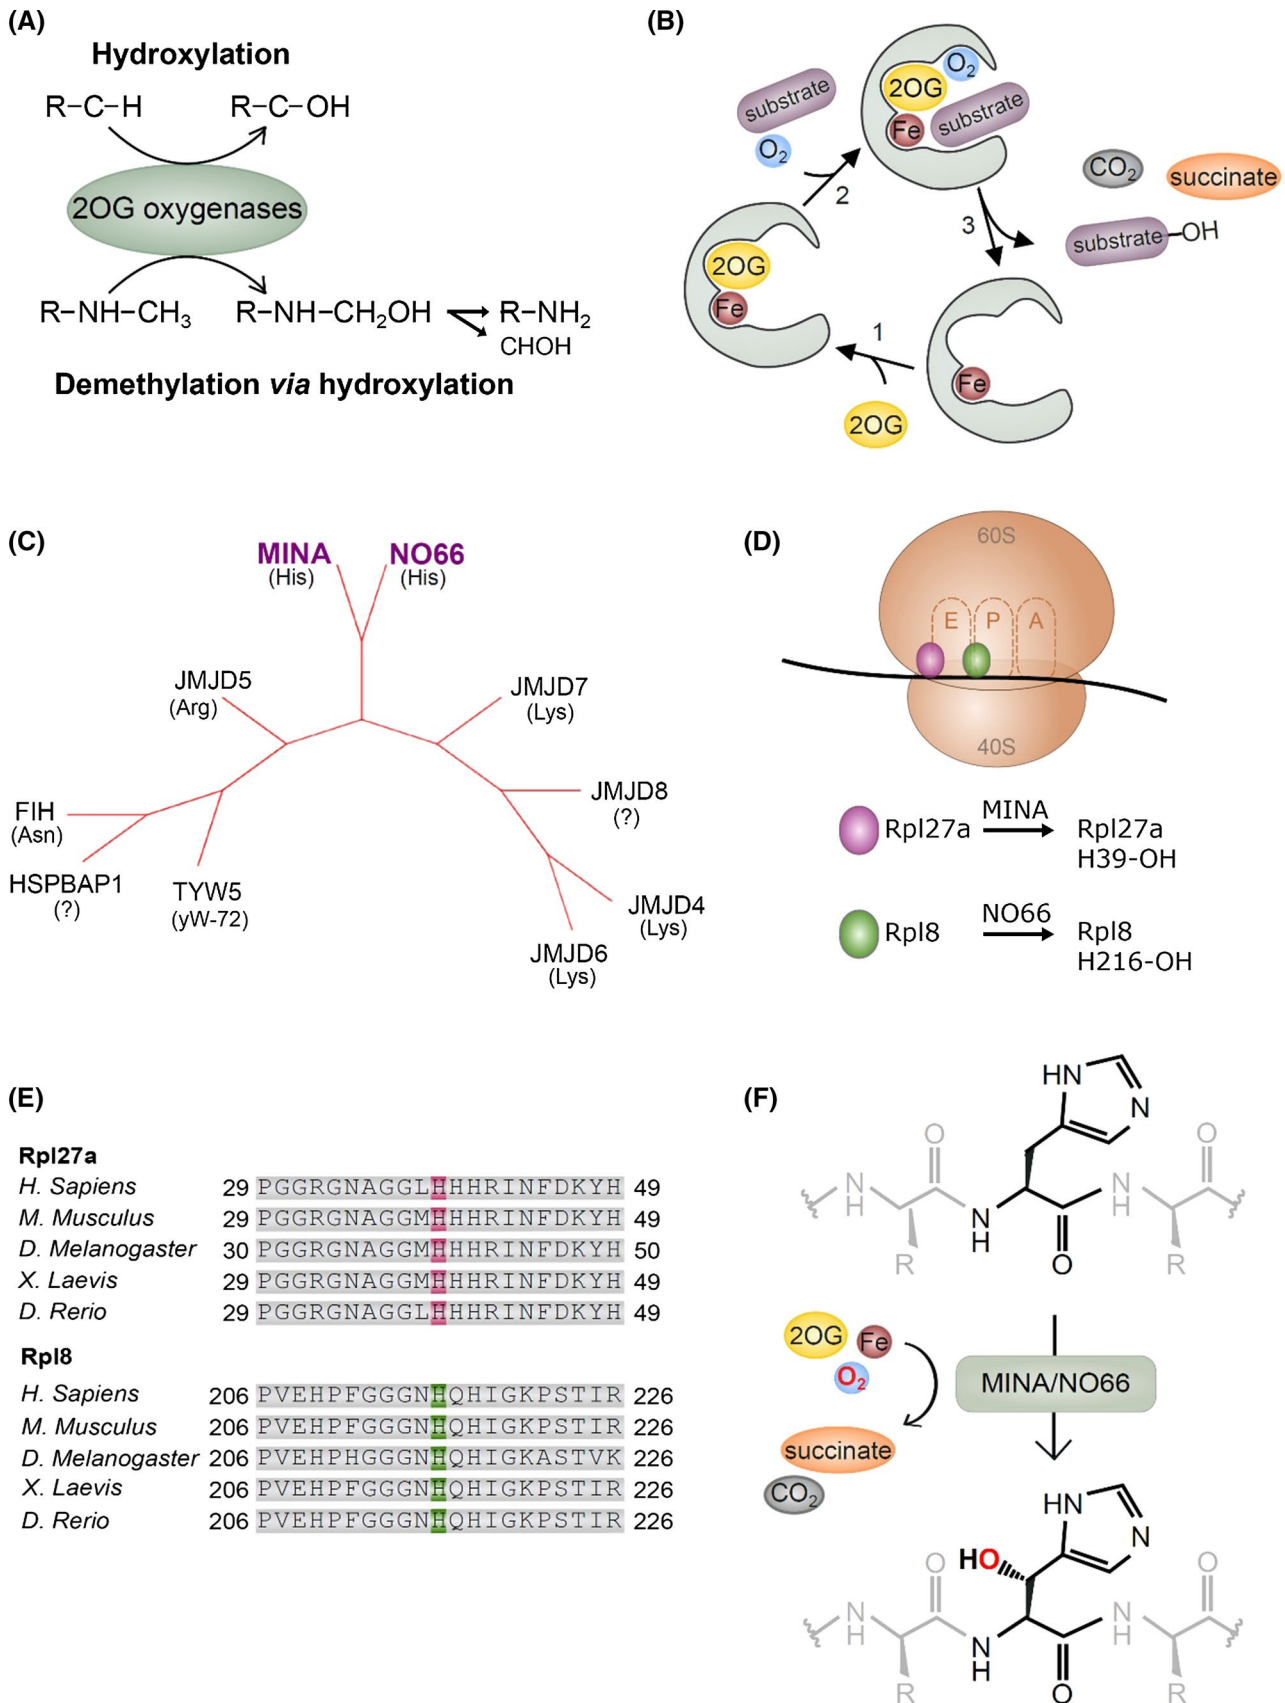 (A)
Hydroxylation
R–C–H R–C–OH
2OG oxygenases
R–NH–CH₃ R–NH–CH₂OH R–NH₂
CHOH
Demethylation via hydroxylation
(B)
substrate
O₂
2OG
O₂
Fe
substrate
2
CO₂
succinate
substrate–OH
3
2OG
Fe
1
2OG
Fe
(C)
MINA
(His)
NO66
(His)
JMJD5
(Arg)
JMJD7
(Lys)
FIH
(Asn)
HSPBAP1
(?)
TYW5
(yW-72)
JMJD8
(?)
JMJD4
(Lys)
JMJD6
(Lys)
(D)
60S
E P A
40S
Rpl27a MINA Rpl27a
H39-OH
Rpl8 NO66 Rpl8
H216-OH
(E)
Rpl27a
H. Sapiens 29 PGGRGNAGGLHHHRINFDKYH 49
M. Musculus 29 PGGRGNAGGMHHHRINFDKYH 49
D. Melanogaster 30 PGGRGNAGGMHHHRINFDKYH 50
X. Laevis 29 PGGRGNAGGMHHHRINFDKYH 49
D. Rerio 29 PGGRGNAGGLHHHRINFDKYH 49
Rpl8
H. Sapiens 206 PVEHPFGGGNHQHIGKPSTIR 226
M. Musculus 206 PVEHPFGGGNHQHIGKPSTIR 226
D. Melanogaster 206 PVEHPHGGGNHQHIGKASTVK 226
X. Laevis 206 PVEHPFGGGNHQHIGKPSTIR 226
D. Rerio 206 PVEHPFGGGNHQHIGKPSTIR 226
(F)
HN
N
O
O
N
H
N
H
N
H
R
O
R
2OG
Fe
O₂
MINA/NO66
succinate
CO₂
HN
N
HO
O
O
N
H
N
H
N
H
R
O
R